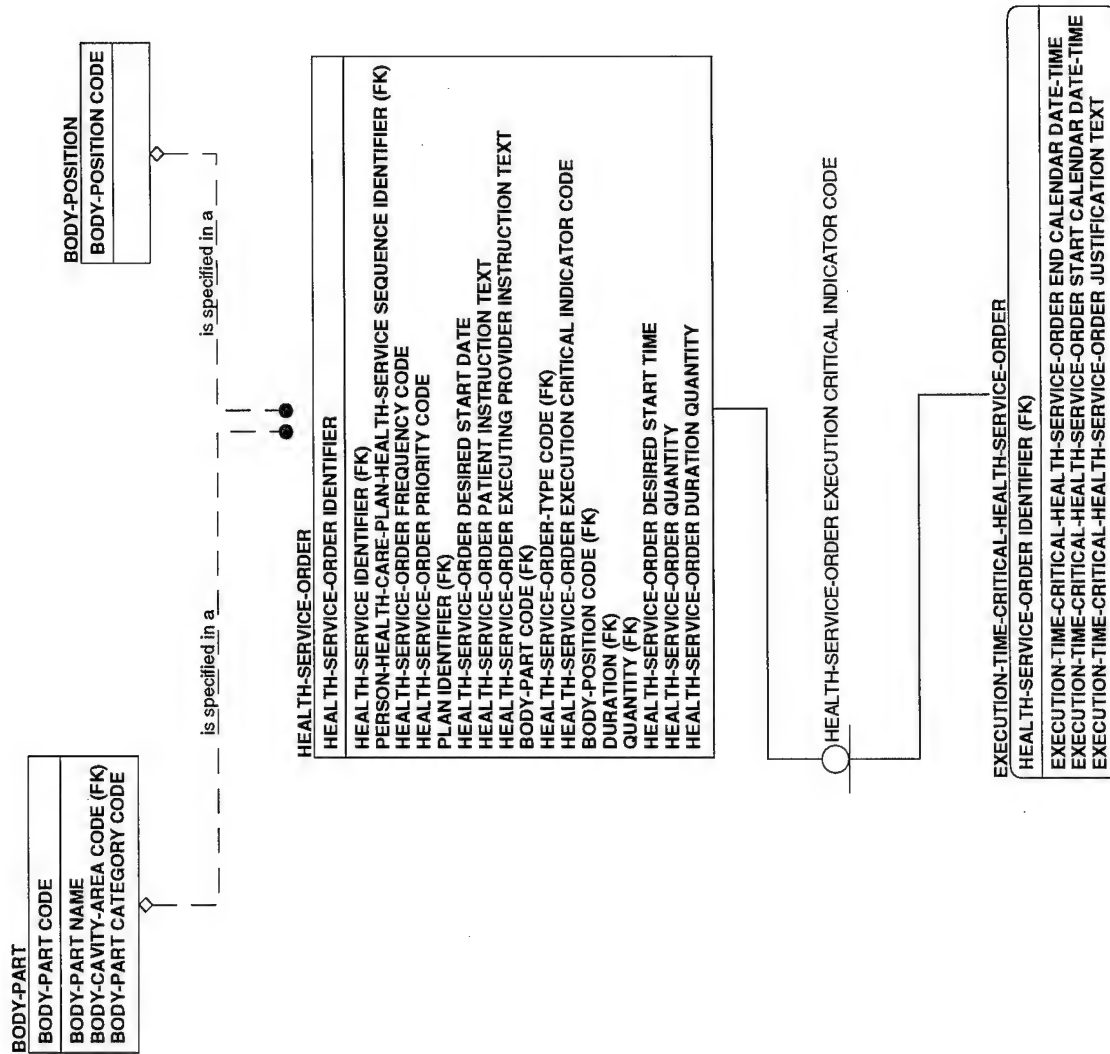 BODY-PART
BODY-PART CODE
BODY-PART NAME
BODY-CAVITY-AREA CODE (FK)
BODY-PART CATEGORY CODE
is specified in a
BODY-POSITION
BODY-POSITION CODE
is specified in a
HEALTH-SERVICE-ORDER
HEALTH-SERVICE-ORDER IDENTIFIER
HEALTH-SERVICE IDENTIFIER (FK)
PERSON-HEALTH-CARE-PLAN-HEALTH-SERVICE SEQUENCE IDENTIFIER (FK)
HEALTH-SERVICE-ORDER FREQUENCY CODE
HEALTH-SERVICE-ORDER PRIORITY CODE
PLAN IDENTIFIER (FK)
HEALTH-SERVICE-ORDER DESIRED START DATE
HEALTH-SERVICE-ORDER PATIENT INSTRUCTION TEXT
HEALTH-SERVICE-ORDER EXECUTING PROVIDER INSTRUCTION TEXT
BODY-PART CODE (FK)
HEALTH-SERVICE-ORDER-TYPE CODE (FK)
HEALTH-SERVICE-ORDER EXECUTION CRITICAL INDICATOR CODE
BODY-POSITION CODE (FK)
DURATION (FK)
QUANTITY (FK)
HEALTH-SERVICE-ORDER DESIRED START TIME
HEALTH-SERVICE-ORDER QUANTITY
HEALTH-SERVICE-ORDER DURATION QUANTITY
HEALTH-SERVICE-ORDER EXECUTION CRITICAL INDICATOR CODE
EXECUTION-TIME-CRITICAL-HEALTH-SERVICE-ORDER
HEALTH-SERVICE-ORDER IDENTIFIER (FK)
EXECUTION-TIME-CRITICAL-HEALTH-SERVICE-ORDER END CALENDAR DATE-TIME
EXECUTION-TIME-CRITICAL-HEALTH-SERVICE-ORDER START CALENDAR DATE-TIME
EXECUTION-TIME-CRITICAL-HEALTH-SERVICE-ORDER JUSTIFICATION TEXT